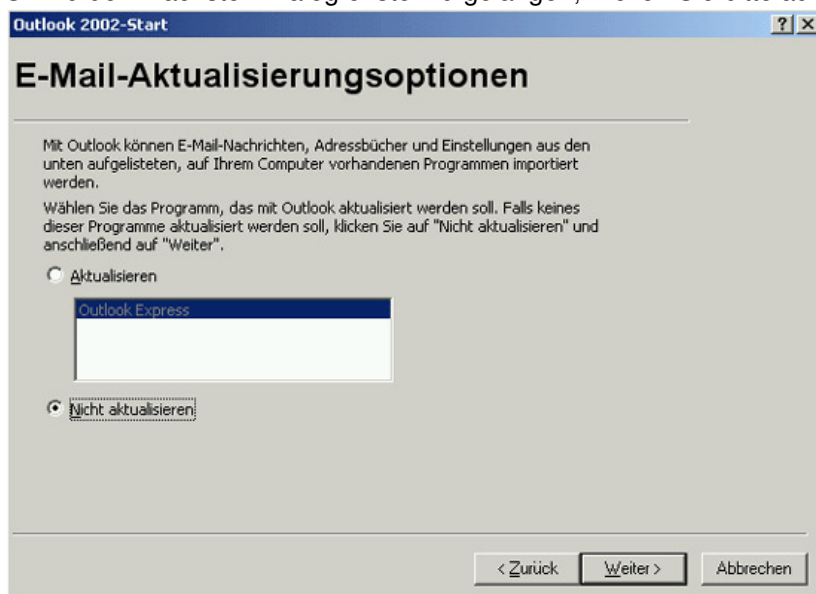 Outlook 2002-Start
E-Mail-Aktualisierungsoptionen
Mit Outlook können E-Mail-Nachrichten, Adressbücher und Einstellungen aus den
unten aufgelisteten, auf Ihrem Computer vorhandenen Programmen importiert
werden.
Wählen Sie das Programm, das mit Outlook aktualisiert werden soll. Falls keines
dieser Programme aktualisiert werden soll, klicken Sie auf "Nicht aktualisieren" und
anschließend auf "Weiter".
Aktualisieren
Outlook Express
Nicht aktualisieren
< Zurück Weiter > Abbrechen